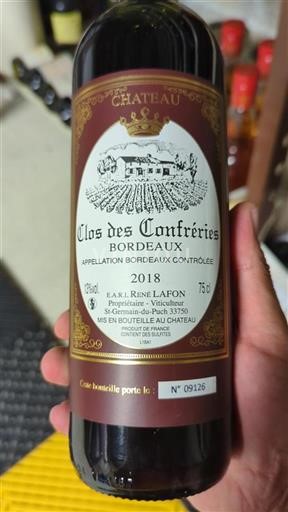 CHATEAU
Clos des Confréries
BORDEAUX
APPELLATION BORDEAUX CONTRÔLÉE
2018
12%vol.
75 cl
E.A.R.L. RENÉ LAFON
Propriétaire - Viticulteur
St-Germain-du-Puch 33750
MIS EN BOUTEILLE AU CHATEAU
PRODUIT DE FRANCE
CONTIENT DES SULFITES
Cette bouteille porte le : N° 09126